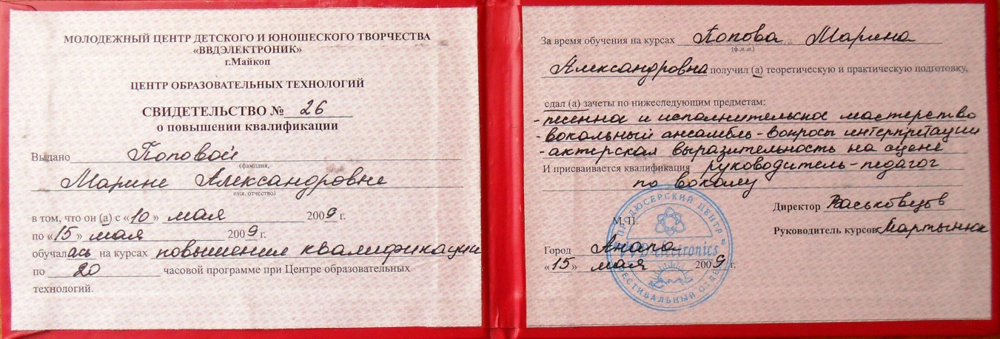 МОЛОДЕЖНЫЙ ЦЕНТР ДЕТСКОГО И ЮНОШЕСКОГО ТВОРЧЕСТВА
«ВВДЭЛЕКТРОНИК»
г.Майкоп
ЦЕНТР ОБРАЗОВАТЕЛЬНЫХ ТЕХНОЛОГИЙ
СВИДЕТЕЛЬСТВО № 26
о повышении квалификации
Выдано Поповой
(фамилия,
Марине Александровне
имя, отчество)
в том, что он (а) с «10» мая 2009 г.
по «15» мая 2009 г.
обучалась на курсах повышения квалификации
по 20 часовой программе при Центре образовательных
технологий.
За время обучения на курсах Попова Марина
(ф.и.о.)
Александровна получил (а) теоретическую и практическую подготовку,
сдал (а) зачеты по нижеследующим предметам:
- песенное и исполнительское мастерство
- вокальный ансамбль - вопросы интерпретации
- актерская выразительность на сцене
И присваивается квалификация руководитель - педагог
по вокалу
Директор Васьковцов
М.П.
Руководитель курсов
Город Анапа
«15» мая 2009 г.
ПРОДЮСЕРСКИЙ ЦЕНТР
"VVD electronics"
ФЕСТИВАЛЬНЫЙ ОТДЕЛ